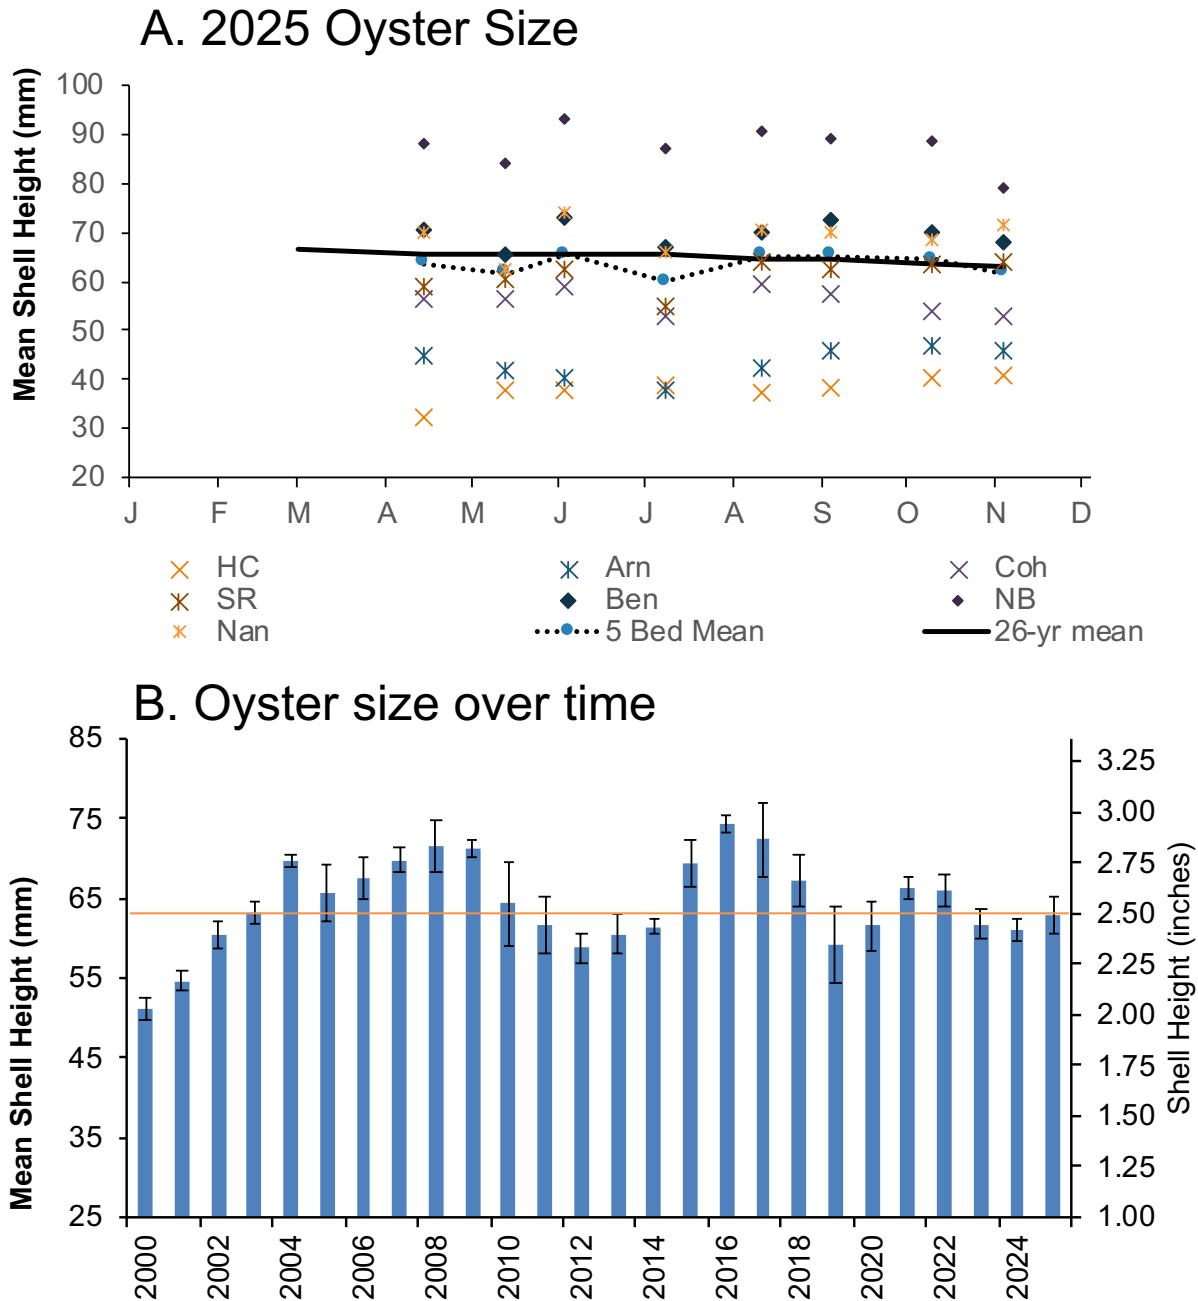 A. 2025 Oyster Size
Mean Shell Height (mm)
100
90
80
70
60
50
40
30
20
J F M A M J J A S O N D
HC Arn Coh
SR Ben NB
Nan 5 Bed Mean 26-yr mean
B. Oyster size over time
Mean Shell Height (mm)
85
75
65
55
45
35
25
3.25
3.00
2.75
2.50
2.25
2.00
1.75
1.50
1.25
1.00
Shell Height (inches)
2000 2002 2004 2006 2008 2010 2012 2014 2016 2018 2020 2022 2024